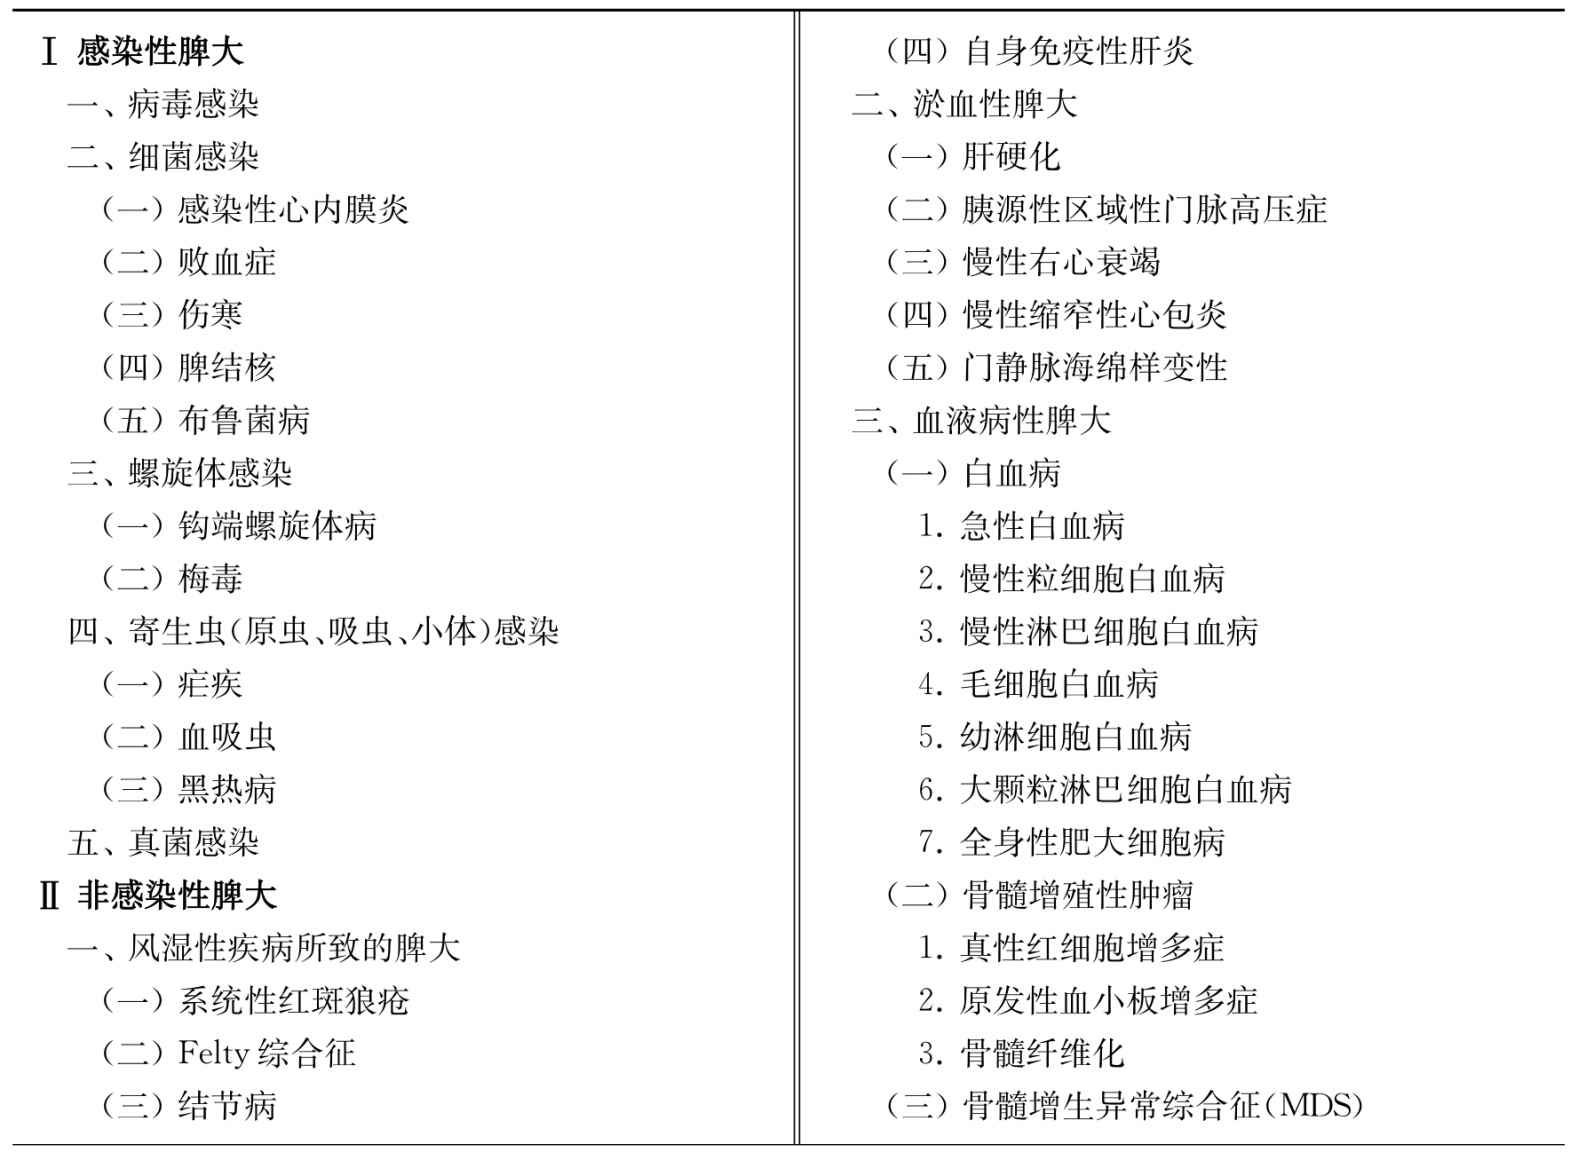 Ⅰ 感染性脾大
一、病毒感染
二、细菌感染
（一）感染性心内膜炎
（二）败血症
（三）伤寒
（四）脾结核
（五）布鲁菌病
三、螺旋体感染
（一）钩端螺旋体病
（二）梅毒
四、寄生虫(原虫、吸虫、小体)感染
（一）疟疾
（二）血吸虫
（三）黑热病
五、真菌感染
Ⅱ 非感染性脾大
一、风湿性疾病所致的脾大
（一）系统性红斑狼疮
（二）Felty综合征
（三）结节病
（四）自身免疫性肝炎
二、淤血性脾大
（一）肝硬化
（二）胰源性区域性门脉高压症
（三）慢性右心衰竭
（四）慢性缩窄性心包炎
（五）门静脉海绵样变性
三、血液病性脾大
（一）白血病
1. 急性白血病
2. 慢性粒细胞白血病
3. 慢性淋巴细胞白血病
4. 毛细胞白血病
5. 幼淋细胞白血病
6. 大颗粒淋巴细胞白血病
7. 全身性肥大细胞病
（二）骨髓增殖性肿瘤
1. 真性红细胞增多症
2. 原发性血小板增多症
3. 骨髓纤维化
（三）骨髓增生异常综合征(MDS)